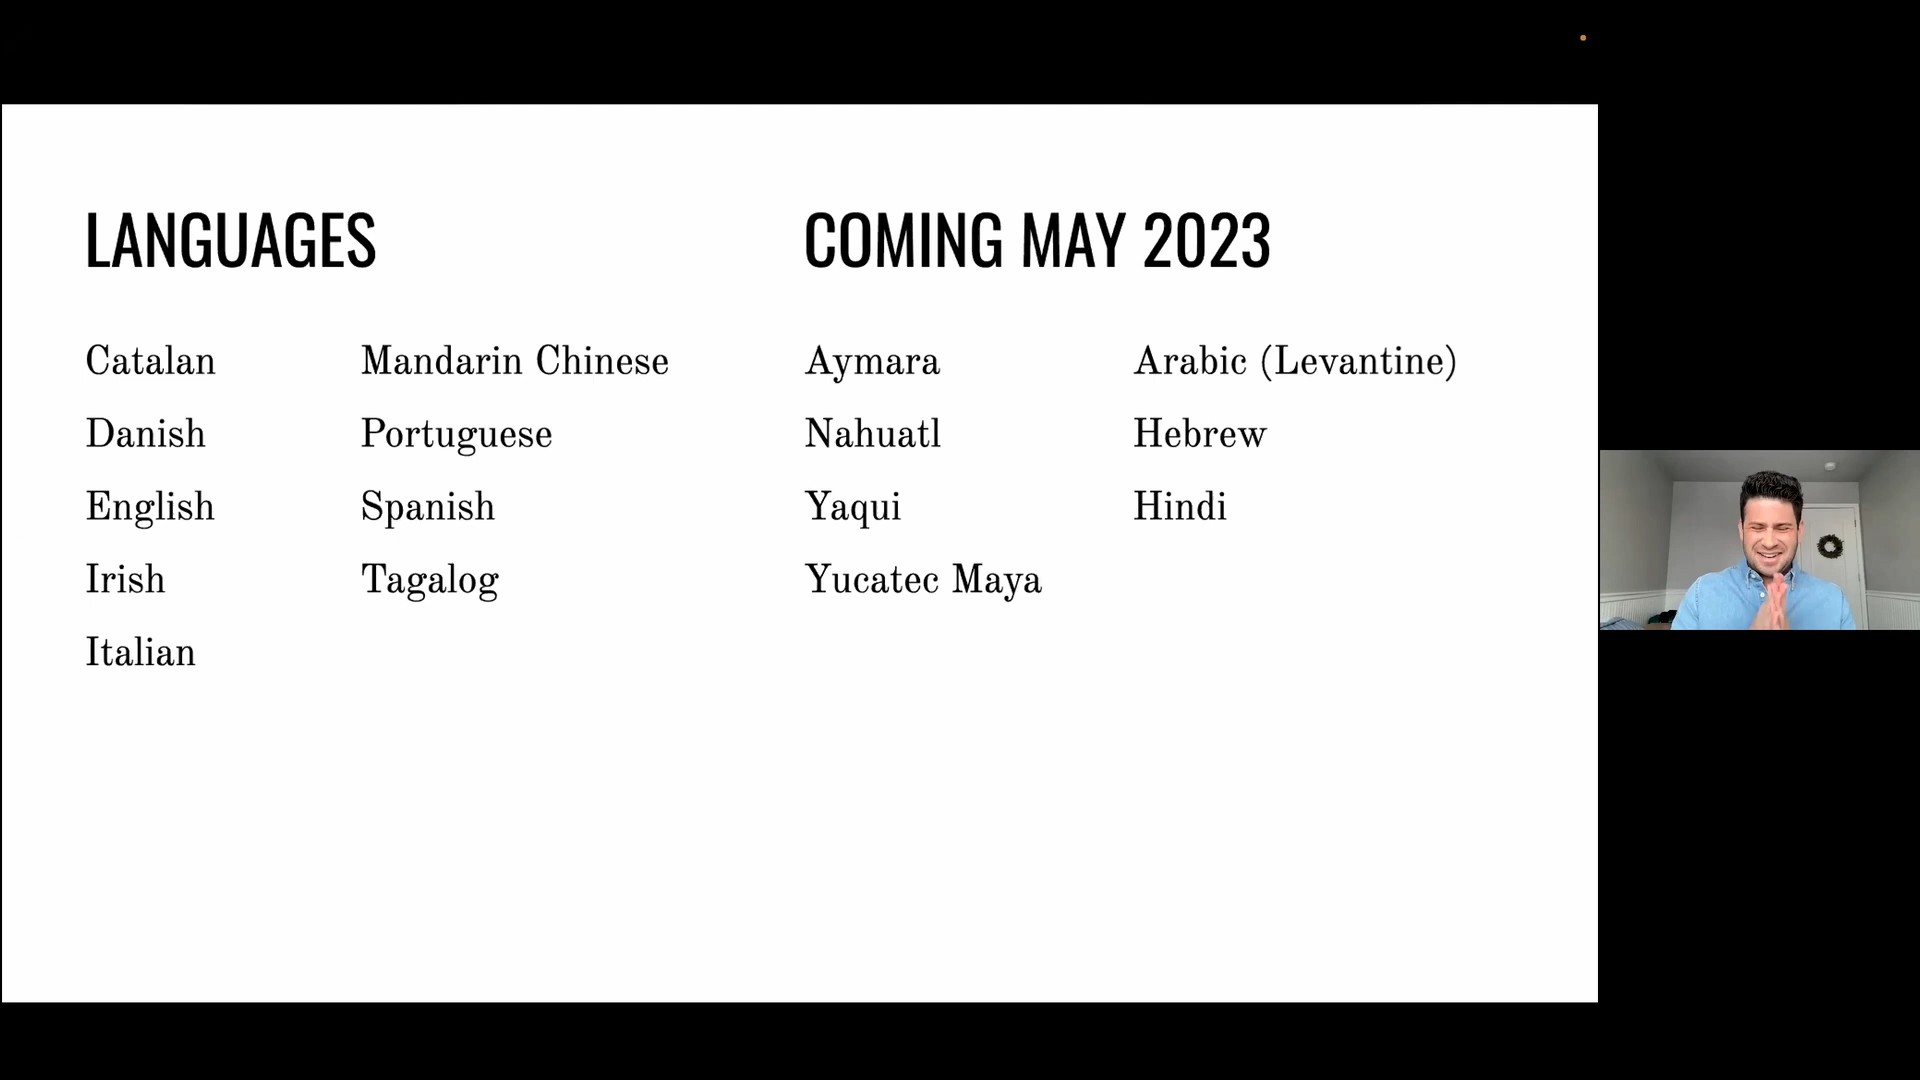 LANGUAGES
Catalan
Danish
English
Irish
Italian
Mandarin Chinese
Portuguese
Spanish
Tagalog
COMING MAY 2023
Aymara
Nahuatl
Yaqui
Yucatec Maya
Arabic (Levantine)
Hebrew
Hindi